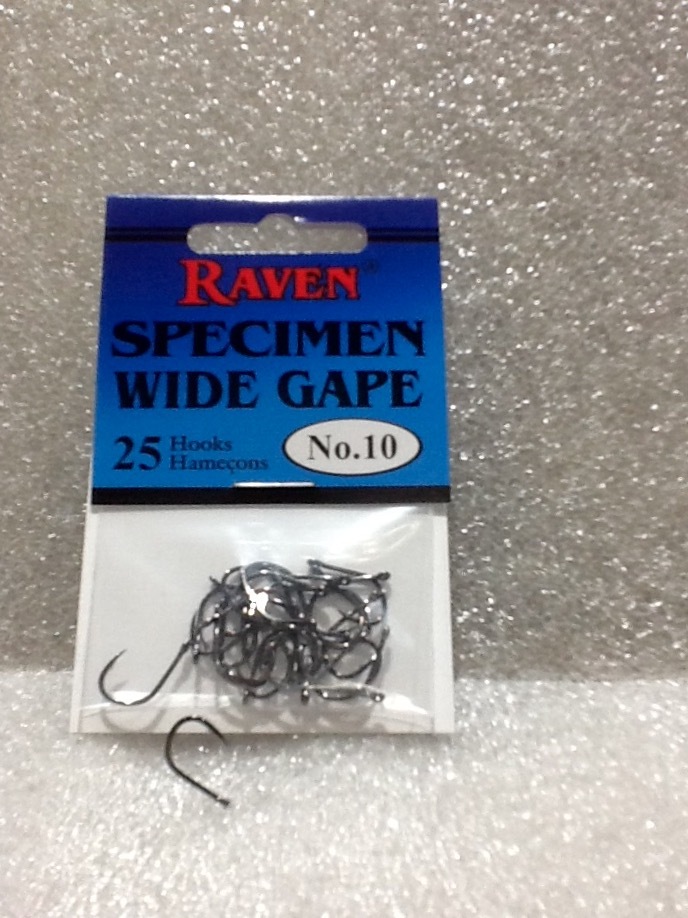 RAVEN®
SPECIMEN
WIDE GAPE
25 Hooks
Hameçons
No.10